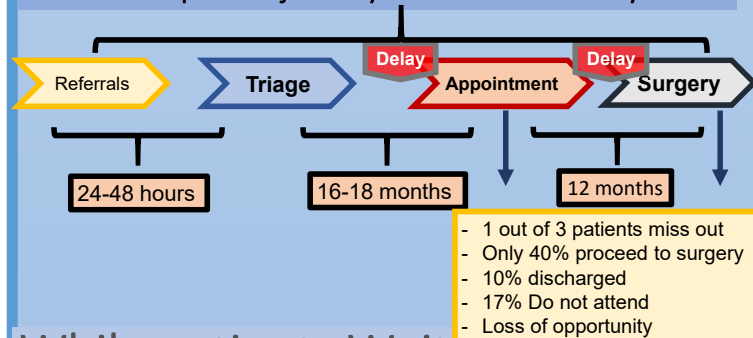 Delay
Delay
Referrals
Triage
Appointment
Surgery
24-48 hours
16-18 months
12 months
- 1 out of 3 patients miss out
- Only 40% proceed to surgery
- 10% discharged
- 17% Do not attend
- Loss of opportunity